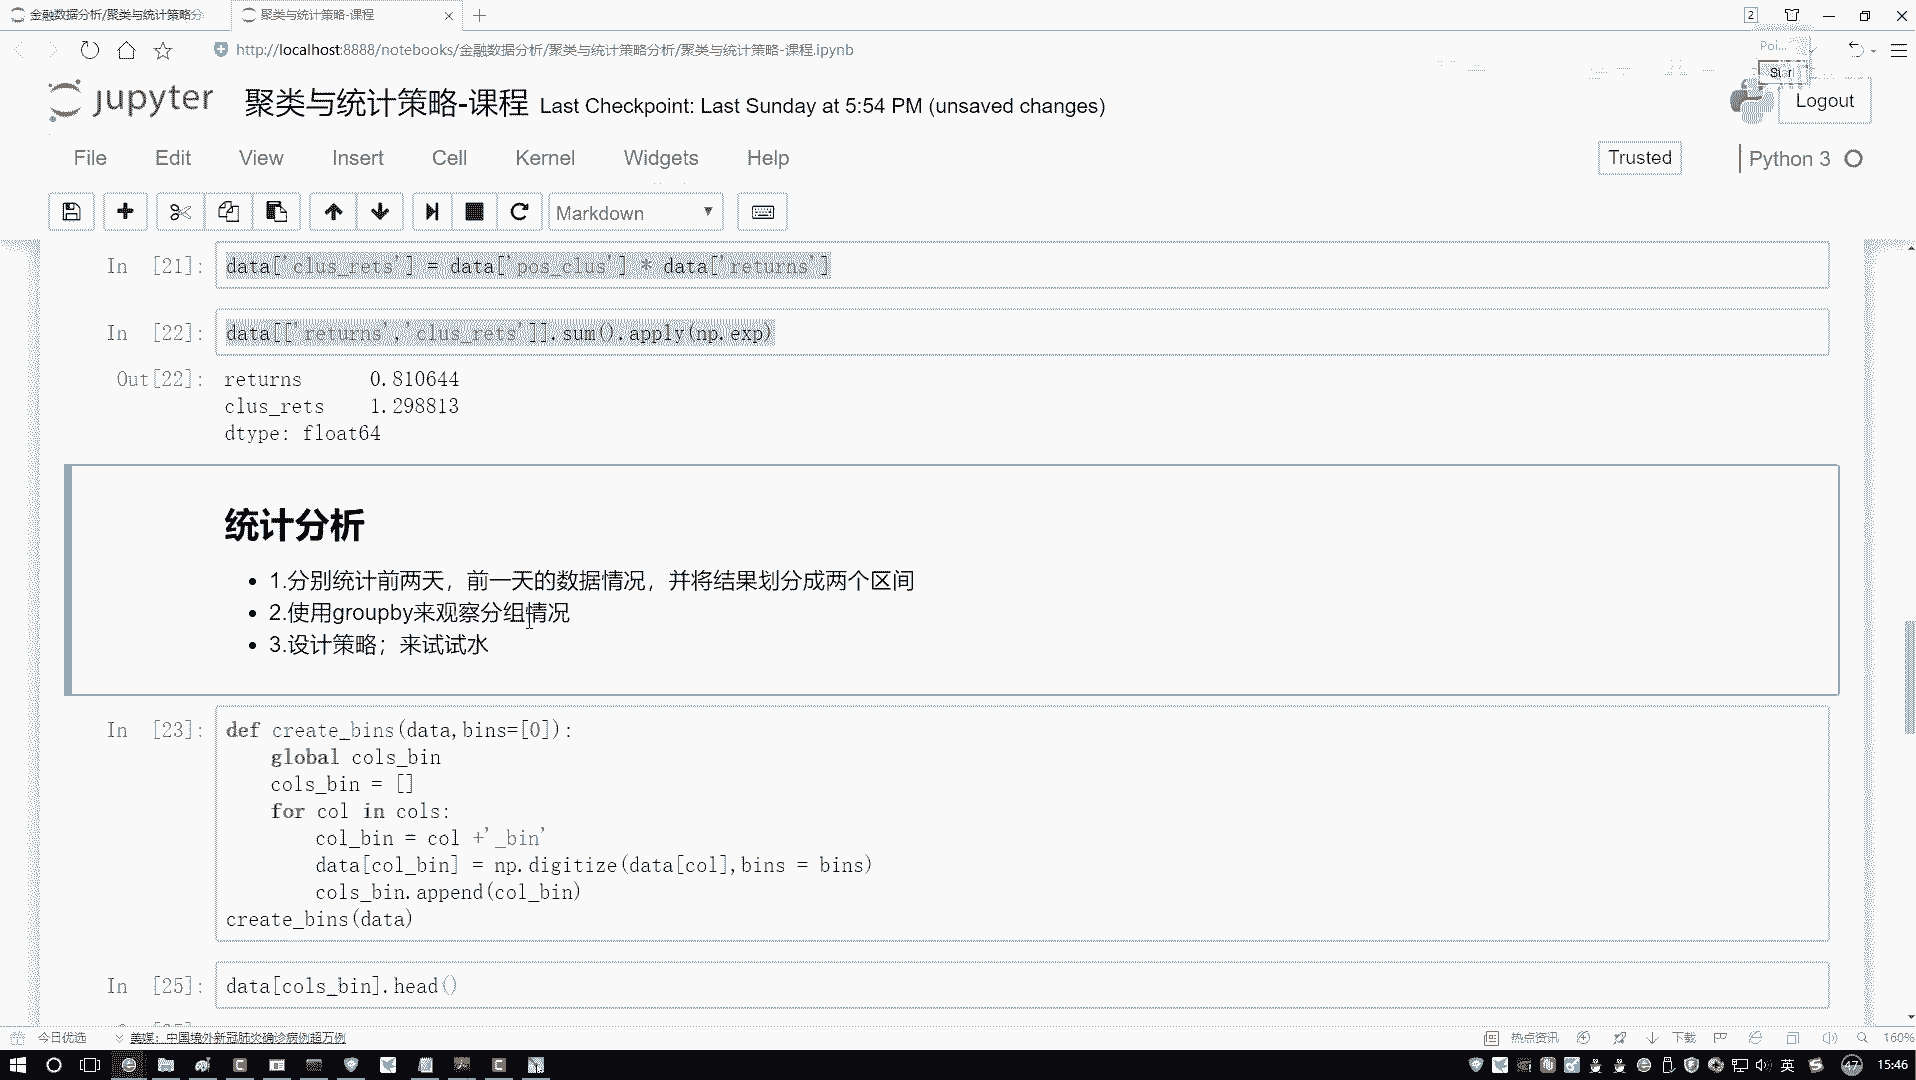 金融数据分析/聚类与统计策略分
聚类与统计策略-课程
2
http://localhost:8888/notebooks/金融数据分析/聚类与统计策略分析/聚类与统计策略-课程.ipynb
Poi...
Start
jupyter 聚类与统计策略-课程 Last Checkpoint: Last Sunday at 5:54 PM (unsaved changes)
Logout
File Edit View Insert Cell Kernel Widgets Help
Trusted
Python 3
Markdown
In [21]: data['clus_rets'] = data['pos_clus'] * data['returns']
In [22]: data[['returns','clus_rets']].sum().apply(np.exp)
Out[22]: returns 0.810644
clus_rets 1.298813
dtype: float64
统计分析
• 1.分别统计前两天，前一天的数据情况，并将结果划分成两个区间
• 2.使用groupby来观察分组情况
• 3.设计策略；来试试水
In [23]: def create_bins(data,bins=[0]):
global cols_bin
cols_bin = []
for col in cols:
col_bin = col +'_bin'
data[col_bin] = np.digitize(data[col],bins = bins)
cols_bin.append(col_bin)
create_bins(data)
In [25]: data[cols_bin].head()
今日优选
美媒：中国境外新冠肺炎确诊病例超万例
热点资讯
下载
160%
英
47
15:46